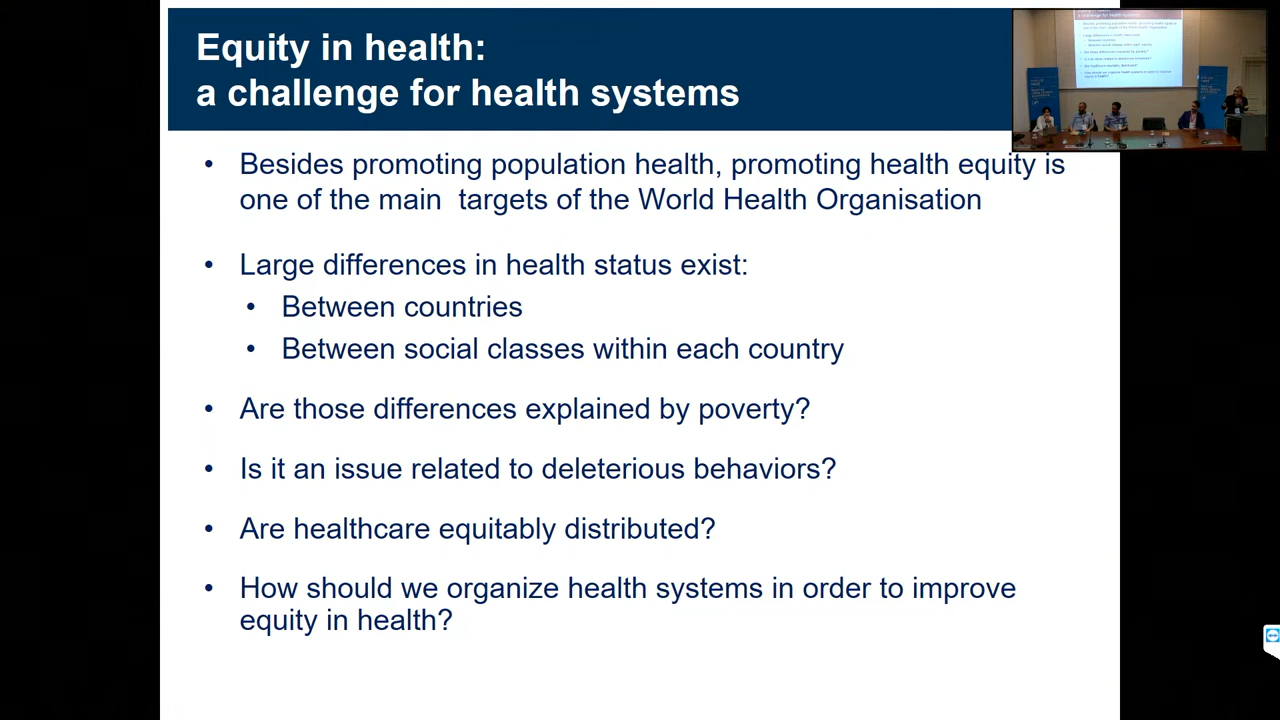 Equity in health:
a challenge for health systems
• Besides promoting population health, promoting health equity is
one of the main  targets of the World Health Organisation
• Large differences in health status exist:
• Between countries
• Between social classes within each country
• Are those differences explained by poverty?
• Is it an issue related to deleterious behaviors?
• Are healthcare equitably distributed?
• How should we organize health systems in order to improve
equity in health?